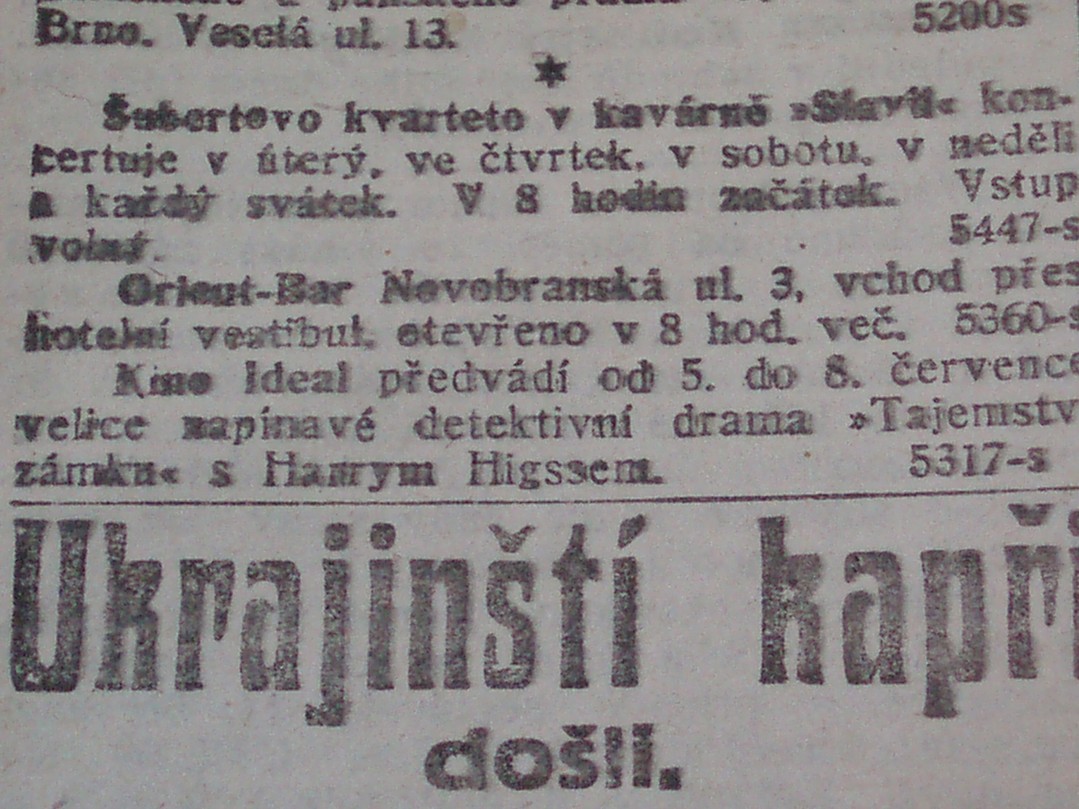 Brno. Veselá ul. 13. 5200s
Šubertovo kvarteto v kavárně »Slavii« kon-
certuje v úterý, ve čtvrtek, v sobotu, v neděli
a každý svátek. V 8 hodin začátek. Vstup
volný. 5447-s
Orient-Bar Novobranská ul. 3, vchod přes
hotelní vestibul, otevřeno v 8 hod. več. 5360-s
Kino Ideal předvádí od 5. do 8. července
velice napínavé detektivní drama »Tajemstv
zámku« s Harrym Higssem. 5317-s
Ukrajinští kapři
došli.